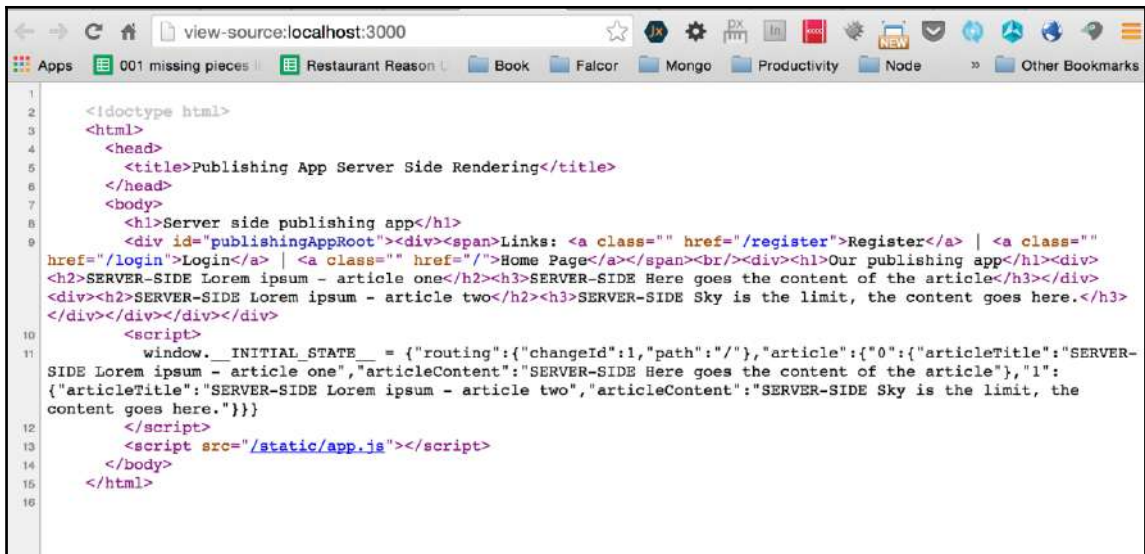 view-source:localhost:3000
Jx
px
mm
In
NEW
Apps
001 missing pieces li
Restaurant Reason U
Book
Falcor
Mongo
Productivity
Node
»
Other Bookmarks
1
2 <!doctype html>
3 <html>
4 <head>
5 <title>Publishing App Server Side Rendering</title>
6 </head>
7 <body>
8 <h1>Server side publishing app</h1>
9 <div id="publishingAppRoot"><div><span>Links: <a class="" href="/register">Register</a> | <a class=""
href="/login">Login</a> | <a class="" href="/">Home Page</a></span><br/><div><h1>Our publishing app</h1><div>
<h2>SERVER-SIDE Lorem ipsum - article one</h2><h3>SERVER-SIDE Here goes the content of the article</h3></div>
<div><h2>SERVER-SIDE Lorem ipsum - article two</h2><h3>SERVER-SIDE Sky is the limit, the content goes here.</h3>
</div></div></div></div>
10 <script>
11 window.__INITIAL_STATE__ = {"routing":{"changeId":1,"path":"/"},"article":{"0":{"articleTitle":"SERVER-
SIDE Lorem ipsum - article one","articleContent":"SERVER-SIDE Here goes the content of the article"},"1":
{"articleTitle":"SERVER-SIDE Lorem ipsum - article two","articleContent":"SERVER-SIDE Sky is the limit, the
content goes here."}}}
12 </script>
13 <script src="/static/app.js"></script>
14 </body>
15 </html>
16